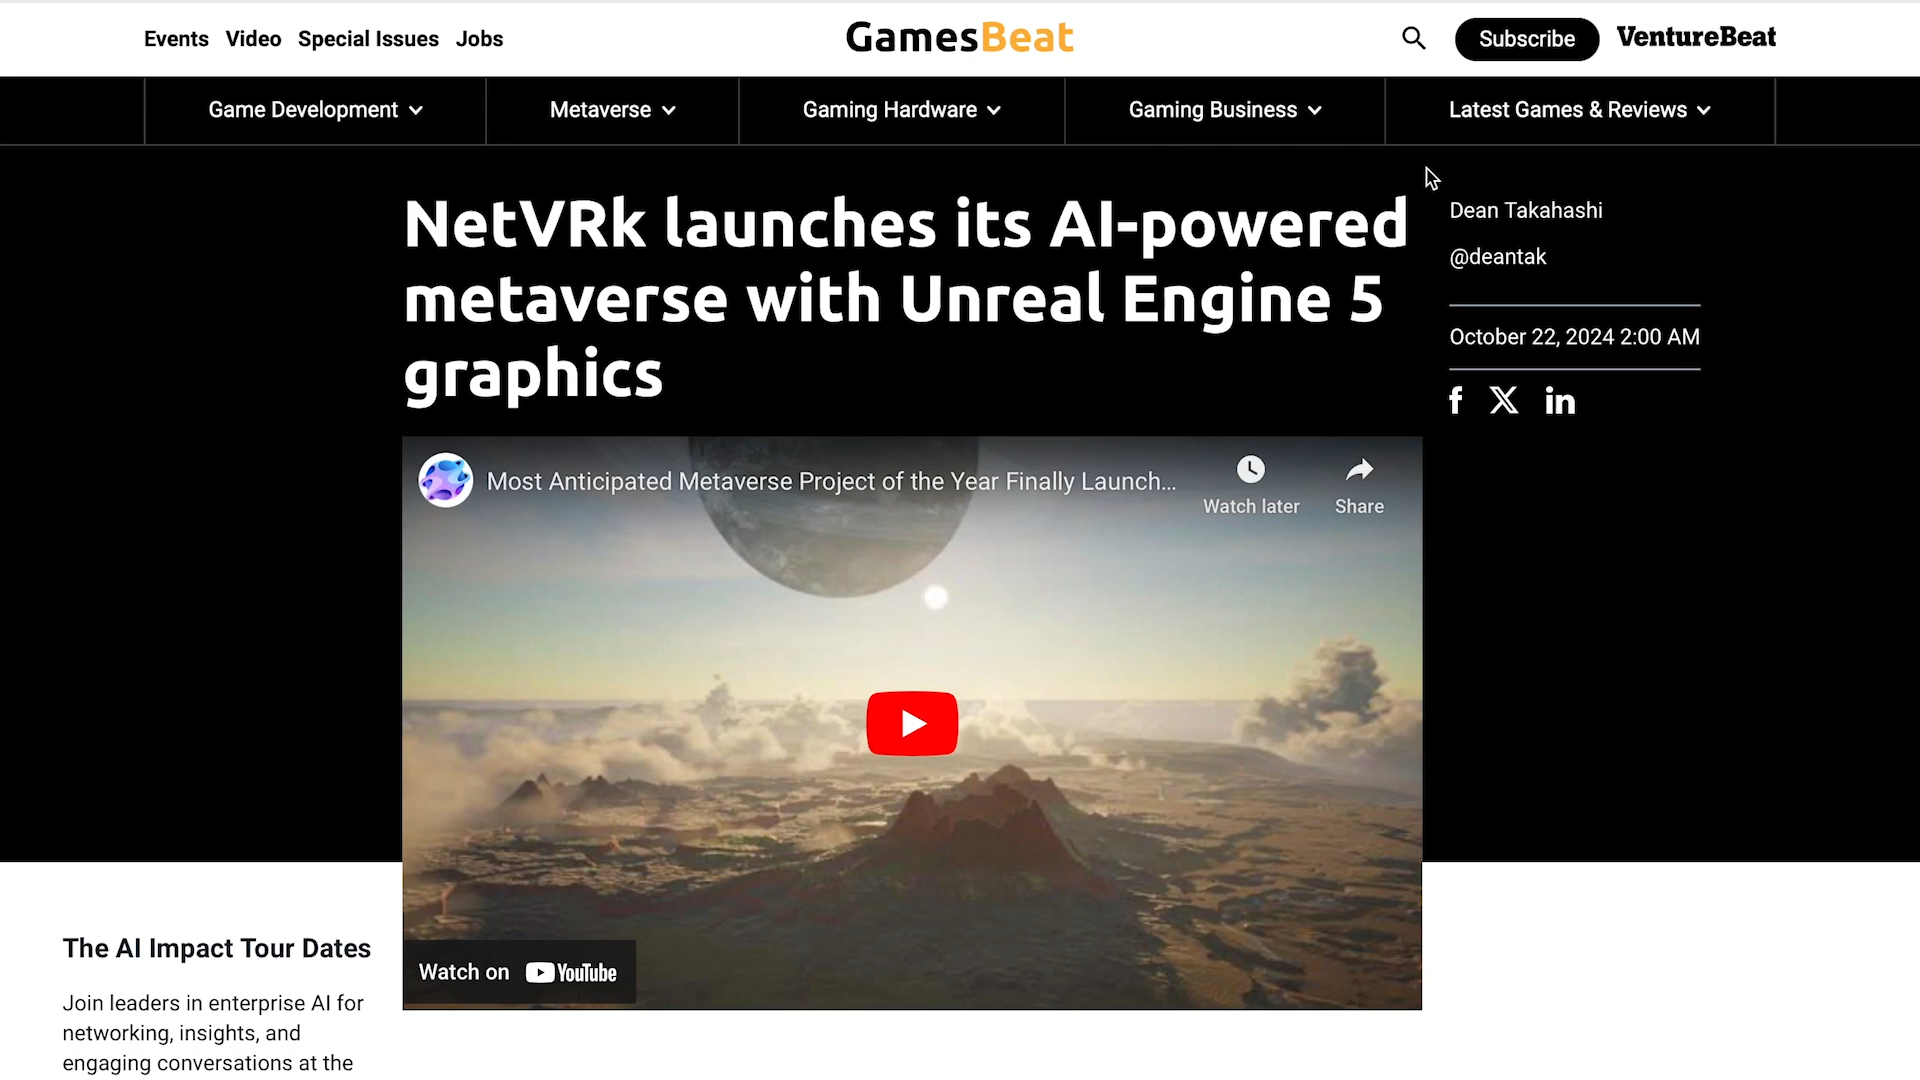 Events Video Special Issues Jobs
GamesBeat
Subscribe
VentureBeat
Game Development
Metaverse
Gaming Hardware
Gaming Business
Latest Games & Reviews
NetVRk launches its AI-powered
metaverse with Unreal Engine 5
graphics
Dean Takahashi
@deantak
October 22, 2024 2:00 AM
Most Anticipated Metaverse Project of the Year Finally Launch...
Watch later
Share
Watch on YouTube
The AI Impact Tour Dates
Join leaders in enterprise AI for
networking, insights, and
engaging conversations at the